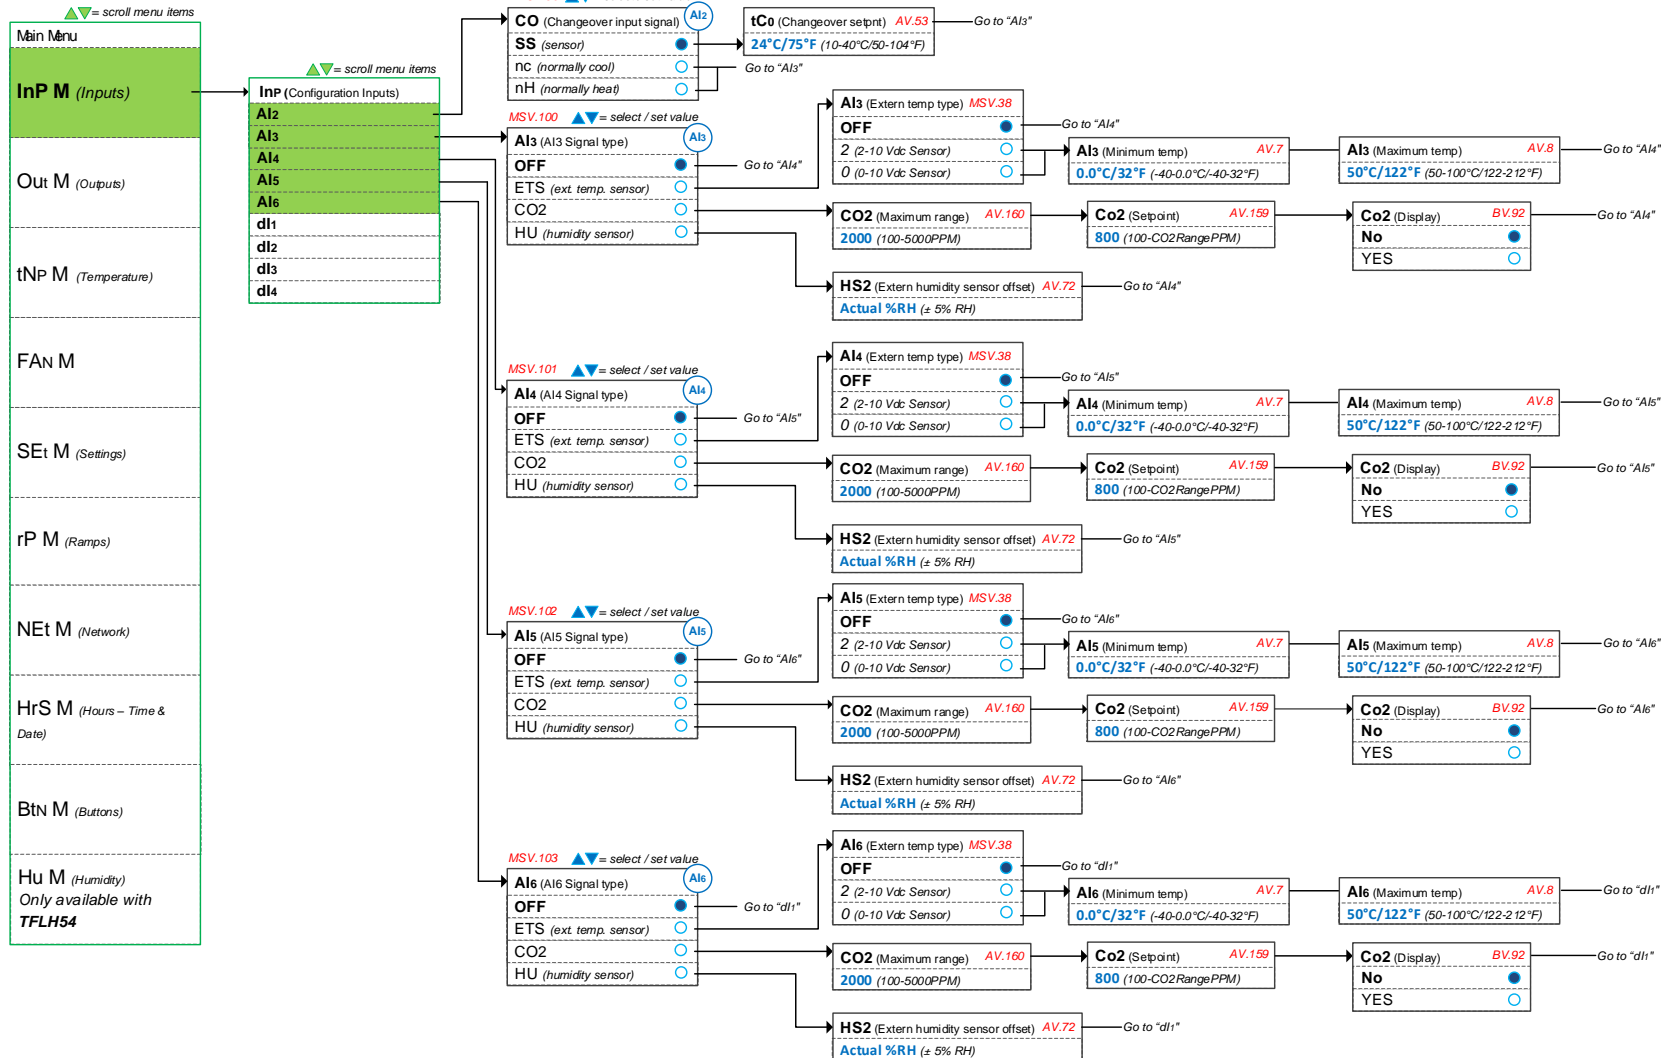 = scroll menu items
Main Menu
InP M (Inputs)
Out M (Outputs)
tNP M (Temperature)
FAN M
SEt M (Settings)
rP M (Ramps)
NEt M (Network)
HrS M (Hours – Time &
Date)
BtN M (Buttons)
Hu M (Humidity)
Only available with
TFLH54
= scroll menu items
InP (Configuration Inputs)
AI2
AI3
AI4
AI5
AI6
dI1
dI2
dI3
dI4
CO (Changeover input signal)
AI2
SS (sensor)
nc (normally cool)
nH (normally heat)
Go to "AI3"
tCo (Changeover setpnt) AV.53
24°C/75°F (10-40°C/50-104°F)
Go to "AI3"
MSV.100 = select / set value
AI3 (AI3 Signal type)
AI3
OFF
Go to "AI4"
ETS (ext. temp. sensor)
CO2
HU (humidity sensor)
AI3 (Extern temp type) MSV.38
OFF
Go to "AI4"
2 (2-10 Vdc Sensor)
0 (0-10 Vdc Sensor)
AI3 (Minimum temp) AV.7
0.0°C/32°F (-40-0.0°C/-40-32°F)
AI3 (Maximum temp) AV.8
50°C/122°F (50-100°C/122-212°F)
Go to "AI4"
CO2 (Maximum range) AV.160
2000 (100-5000PPM)
Co2 (Setpoint) AV.159
800 (100-CO2RangePPM)
Co2 (Display) BV.92
No
YES
Go to "AI4"
HS2 (Extern humidity sensor offset) AV.72
Actual %RH (± 5% RH)
Go to "AI4"
MSV.101 = select / set value
AI4 (AI4 Signal type)
AI4
OFF
Go to "AI5"
ETS (ext. temp. sensor)
CO2
HU (humidity sensor)
AI4 (Extern temp type) MSV.38
OFF
Go to "AI5"
2 (2-10 Vdc Sensor)
0 (0-10 Vdc Sensor)
AI4 (Minimum temp) AV.7
0.0°C/32°F (-40-0.0°C/-40-32°F)
AI4 (Maximum temp) AV.8
50°C/122°F (50-100°C/122-212°F)
Go to "AI5"
CO2 (Maximum range) AV.160
2000 (100-5000PPM)
Co2 (Setpoint) AV.159
800 (100-CO2RangePPM)
Co2 (Display) BV.92
No
YES
Go to "AI5"
HS2 (Extern humidity sensor offset) AV.72
Actual %RH (± 5% RH)
Go to "AI5"
MSV.102 = select / set value
AI5 (AI5 Signal type)
AI5
OFF
Go to "AI6"
ETS (ext. temp. sensor)
CO2
HU (humidity sensor)
AI5 (Extern temp type) MSV.38
OFF
Go to "AI6"
2 (2-10 Vdc Sensor)
0 (0-10 Vdc Sensor)
AI5 (Minimum temp) AV.7
0.0°C/32°F (-40-0.0°C/-40-32°F)
AI5 (Maximum temp) AV.8
50°C/122°F (50-100°C/122-212°F)
Go to "AI6"
CO2 (Maximum range) AV.160
2000 (100-5000PPM)
Co2 (Setpoint) AV.159
800 (100-CO2RangePPM)
Co2 (Display) BV.92
No
YES
Go to "AI6"
HS2 (Extern humidity sensor offset) AV.72
Actual %RH (± 5% RH)
Go to "AI6"
MSV.103 = select / set value
AI6 (AI6 Signal type)
AI6
OFF
Go to "dI1"
ETS (ext. temp. sensor)
CO2
HU (humidity sensor)
AI6 (Extern temp type) MSV.38
OFF
Go to "dI1"
2 (2-10 Vdc Sensor)
0 (0-10 Vdc Sensor)
AI6 (Minimum temp) AV.7
0.0°C/32°F (-40-0.0°C/-40-32°F)
AI6 (Maximum temp) AV.8
50°C/122°F (50-100°C/122-212°F)
Go to "dI1"
CO2 (Maximum range) AV.160
2000 (100-5000PPM)
Co2 (Setpoint) AV.159
800 (100-CO2RangePPM)
Co2 (Display) BV.92
No
YES
Go to "dI1"
HS2 (Extern humidity sensor offset) AV.72
Actual %RH (± 5% RH)
Go to "dI1"